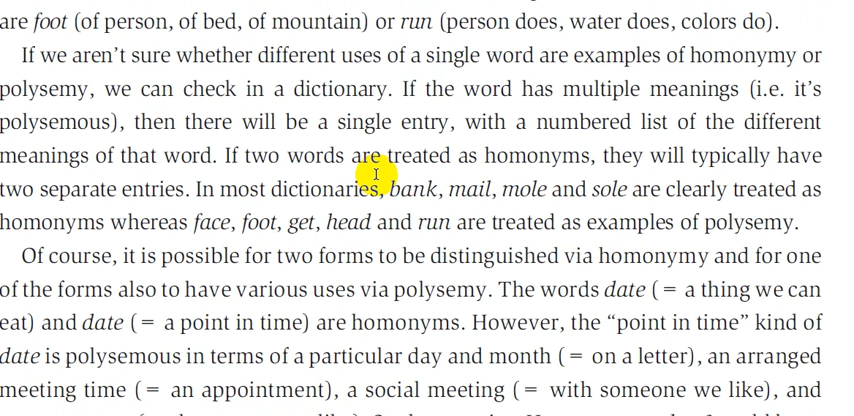 are foot (of person, of bed, of mountain) or run (person does, water does, colors do).
If we aren’t sure whether different uses of a single word are examples of homonymy or
polysemy, we can check in a dictionary. If the word has multiple meanings (i.e. it’s
polysemous), then there will be a single entry, with a numbered list of the different
meanings of that word. If two words are treated as homonyms, they will typically have
two separate entries. In most dictionaries, bank, mail, mole and sole are clearly treated as
homonyms whereas face, foot, get, head and run are treated as examples of polysemy.
Of course, it is possible for two forms to be distinguished via homonymy and for one
of the forms also to have various uses via polysemy. The words date (= a thing we can
eat) and date (= a point in time) are homonyms. However, the “point in time” kind of
date is polysemous in terms of a particular day and month (= on a letter), an arranged
meeting time (= an appointment), a social meeting (= with someone we like), and